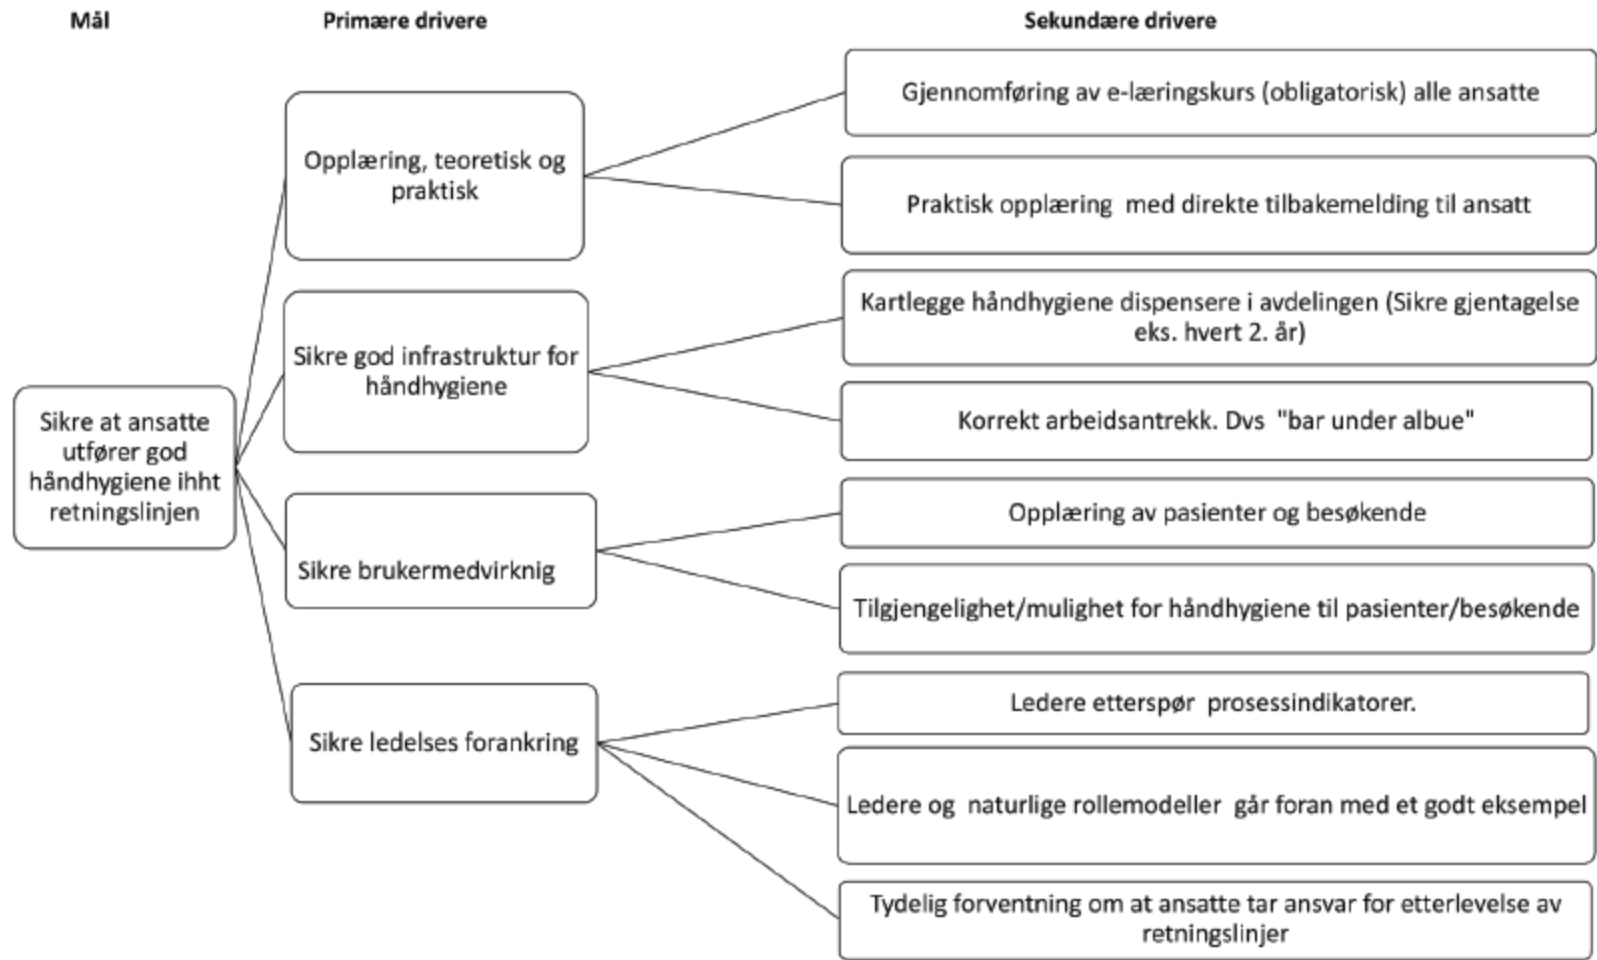 Mål
Primære drivere
Sekundære drivere
Sikre at ansatte
utfører god
håndhygiene ihht
retningslinjen
Opplæring, teoretisk og
praktisk
Gjennomføring av e-læringskurs (obligatorisk) alle ansatte
Praktisk opplæring  med direkte tilbakemelding til ansatt
Sikre god infrastruktur for
håndhygiene
Kartlegge håndhygiene dispensere i avdelingen (Sikre gjentagelse
eks. hvert 2. år)
Korrekt arbeidsantrekk. Dvs  "bar under albue"
Sikre brukermedvirknig
Opplæring av pasienter og besøkende
Tilgjengelighet/mulighet for håndhygiene til pasienter/besøkende
Sikre ledelses forankring
Ledere etterspør  prosessindikatorer.
Ledere og  naturlige rollemodeller  går foran med et godt eksempel
Tydelig forventning om at ansatte tar ansvar for etterlevelse av
retningslinjer